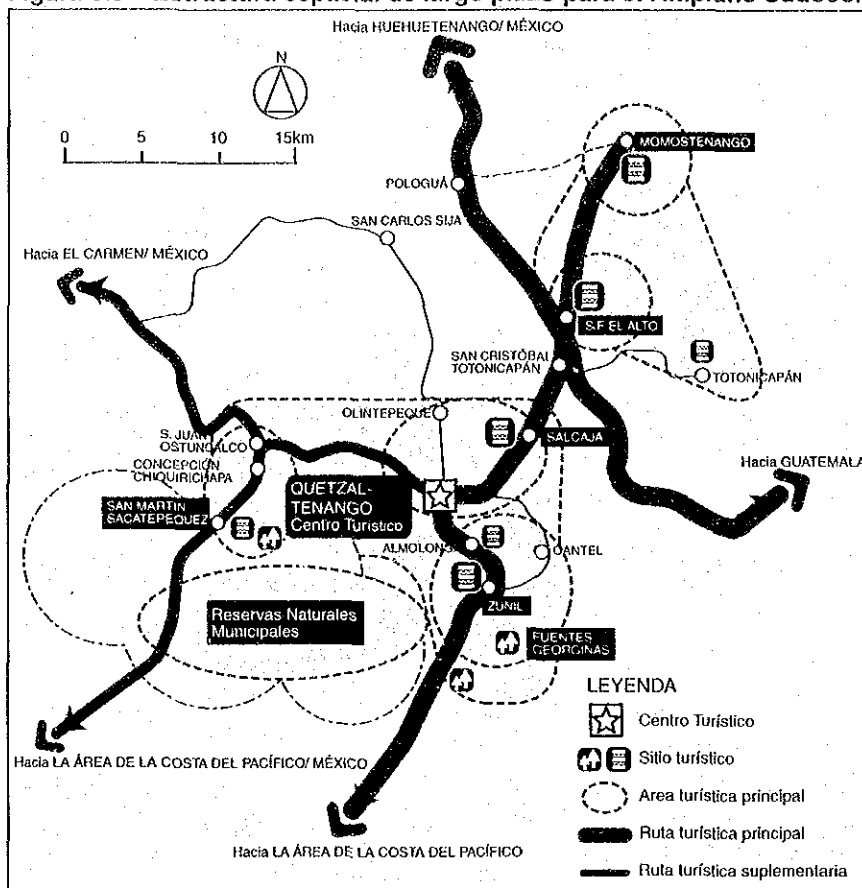 Hacia HUEHUETENANGO/ MÉXICO
N
0 5 10 15km
MOMOSTENANGO
POLOGUÁ
SAN CARLOS SIJA
Hacia EL CARMEN/ MÉXICO
S.F. EL ALTO
SAN CRISTÓBAL
TOTONICAPÁN
TOTONICAPÁN
OLINTEPEQUE
SALCAJA
S. JUAN
OSTUNCALCO
CONCEPCIÓN
CHIQUIRICHAPA
Hacia GUATEMALA
QUETZAL-
TENANGO
Centro Turístico
SAN MARTIN
SACATEPEQUEZ
ALMOLONGA
CANTEL
ZUNIL
Reservas Naturales
Municipales
FUENTES
GEORGINAS
LEYENDA
Centro Turístico
Sitio turístico
Area turística principal
Ruta turística principal
Ruta turística suplementaria
Hacia LA ÁREA DE LA COSTA DEL PACÍFICO/ MÉXICO
Hacia LA ÁREA DE LA COSTA DEL PACÍFICO